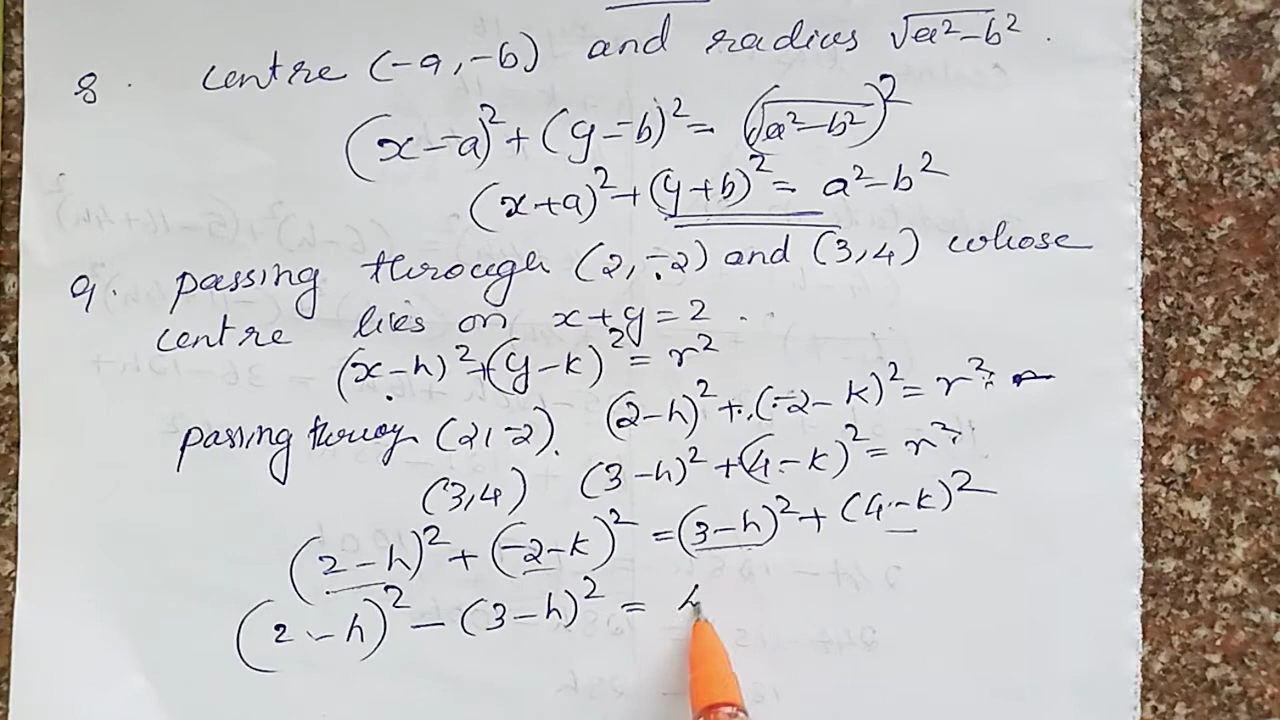 8. centre (-a, -b) and radius √a²-b².
(x - -a)² + (y - -b)² = (√a²-b²)²
(x+a)² + (y+b)² = a²-b²
9. passing through (2, -2) and (3,4) whose
centre lies on x+y=2
(x-h)² + (y-k)² = r²
passing throug (2, -2). (2-h)² + (-2-k)² = r²
(3,4) (3-h)² + (4-k)² = r²
(2-h)² + (-2-k)² = (3-h)² + (4-k)²
(2-h)² - (3-h)² =